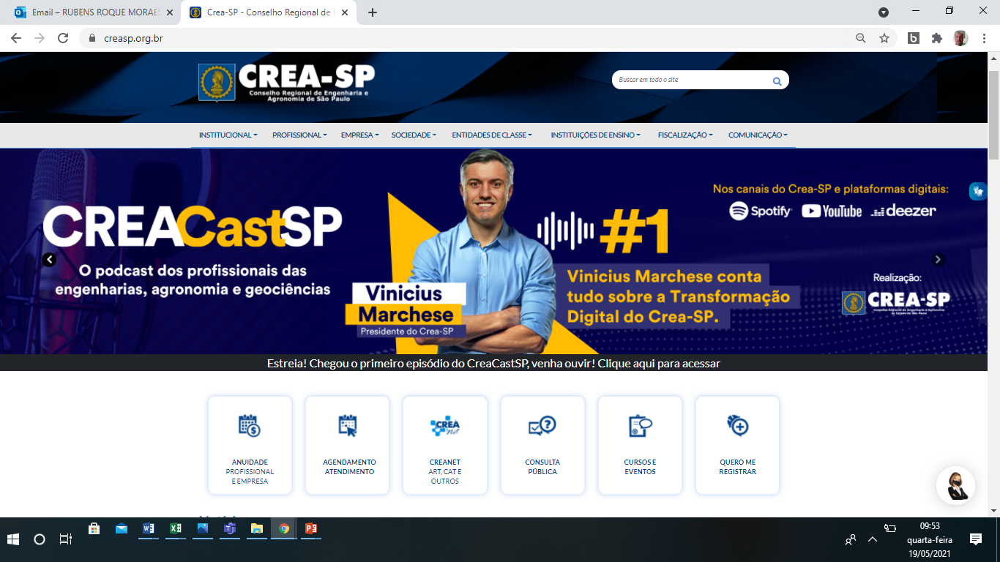 Email – RUBENS ROQUE MORAES
Crea-SP - Conselho Regional de
creasp.org.br
CREA-SP
Conselho Regional de Engenharia e
Agronomia de São Paulo
Buscar em todo o site
INSTITUCIONAL PROFISSIONAL EMPRESA SOCIEDADE ENTIDADES DE CLASSE INSTITUIÇÕES DE ENSINO FISCALIZAÇÃO COMUNICAÇÃO
CREACastSP
O podcast dos profissionais das
engenharias, agronomia e geociências
Vinicius
Marchese
Presidente do Crea-SP
#1
Vinicius Marchese conta
tudo sobre a Transformação
Digital do Crea-SP.
Nos canais do Crea-SP e plataformas digitais:
Spotify YouTube deezer
Realização:
CREA-SP
Conselho Regional de Engenharia e Agronomia
do Estado de São Paulo
Estreia! Chegou o primeiro episódio do CreaCastSP, venha ouvir! Clique aqui para acessar
ANUIDADE
PROFISSIONAL
E EMPRESA
AGENDAMENTO
ATENDIMENTO
CREA
Net
CREANET
ART, CAT E
OUTROS
CONSULTA
PÚBLICA
CURSOS E
EVENTOS
QUERO ME
REGISTRAR
09:53
quarta-feira
19/05/2021